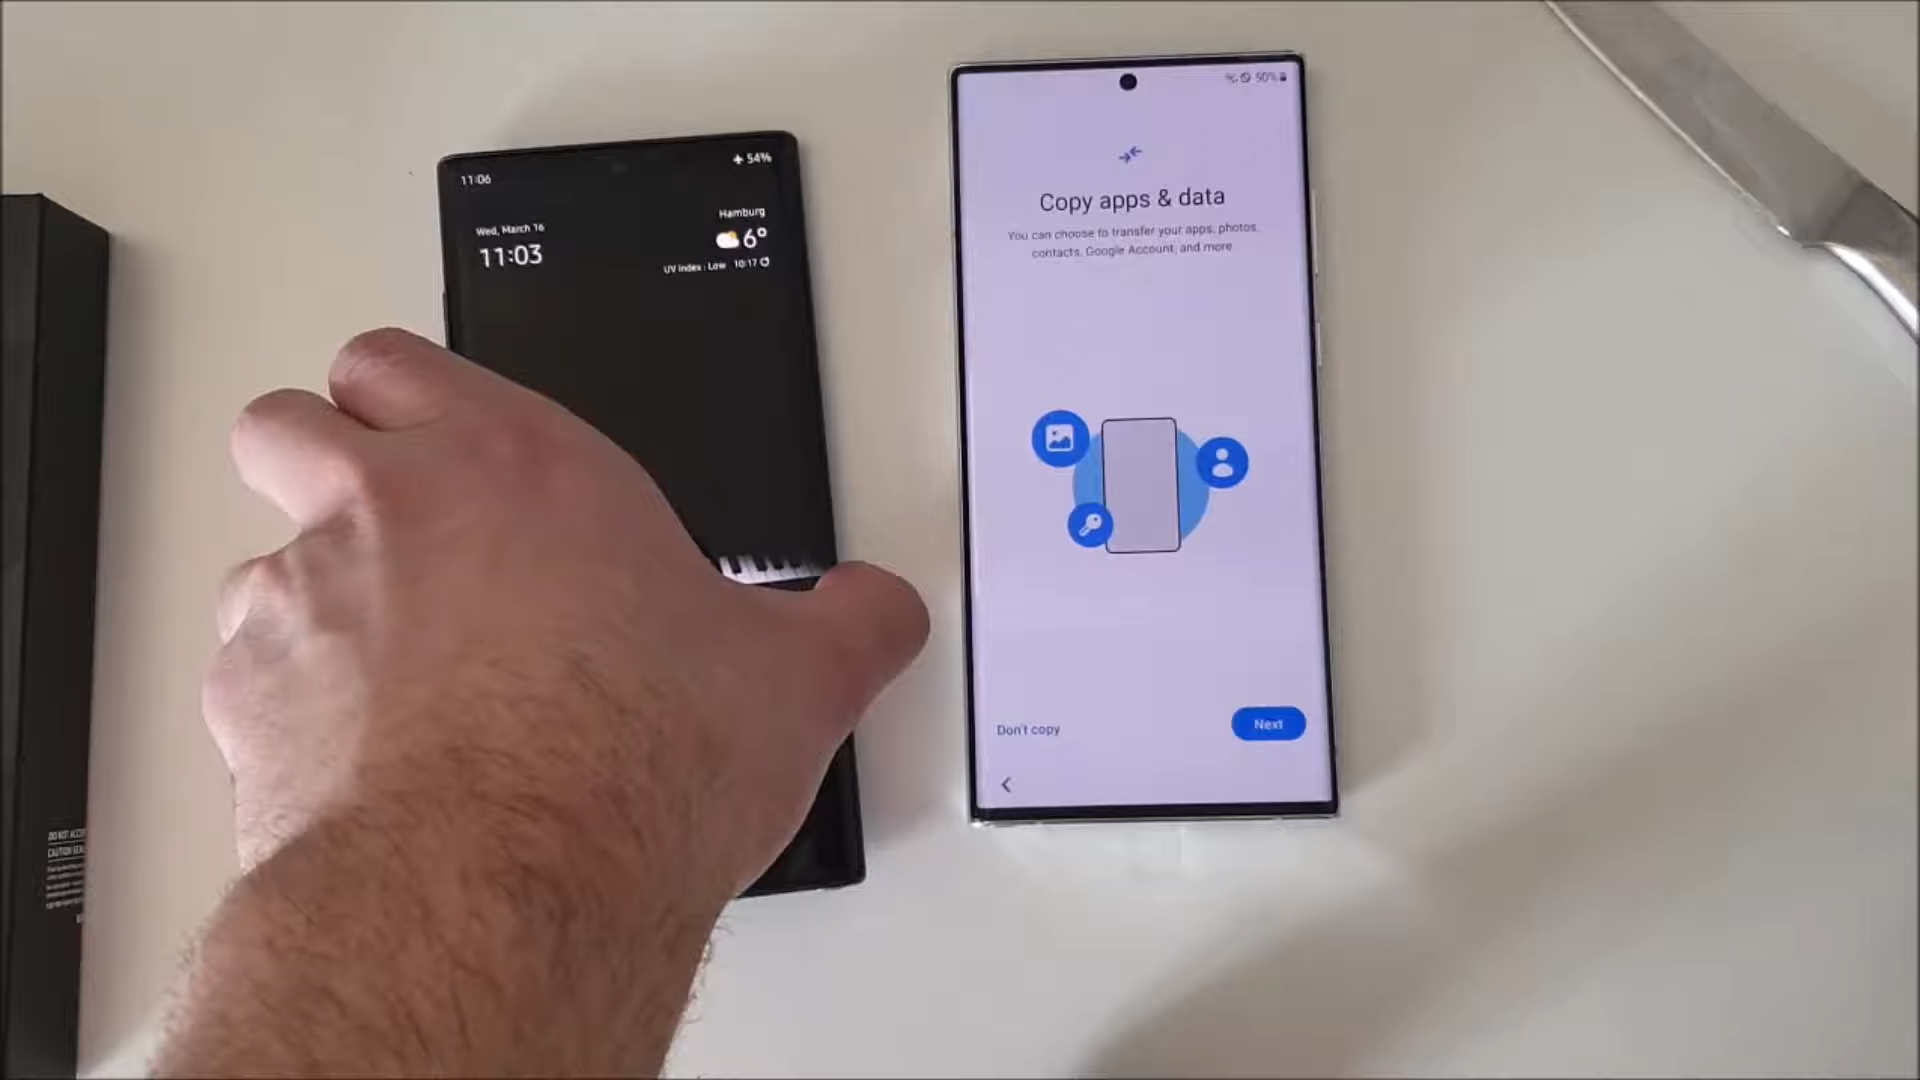 54%
11:06
Wed, March 16
11:03
Hamburg
6°
UV index : Low 10:17
50%
Copy apps & data
You can choose to transfer your apps, photos,
contacts, Google Account, and more
Don't copy
Next